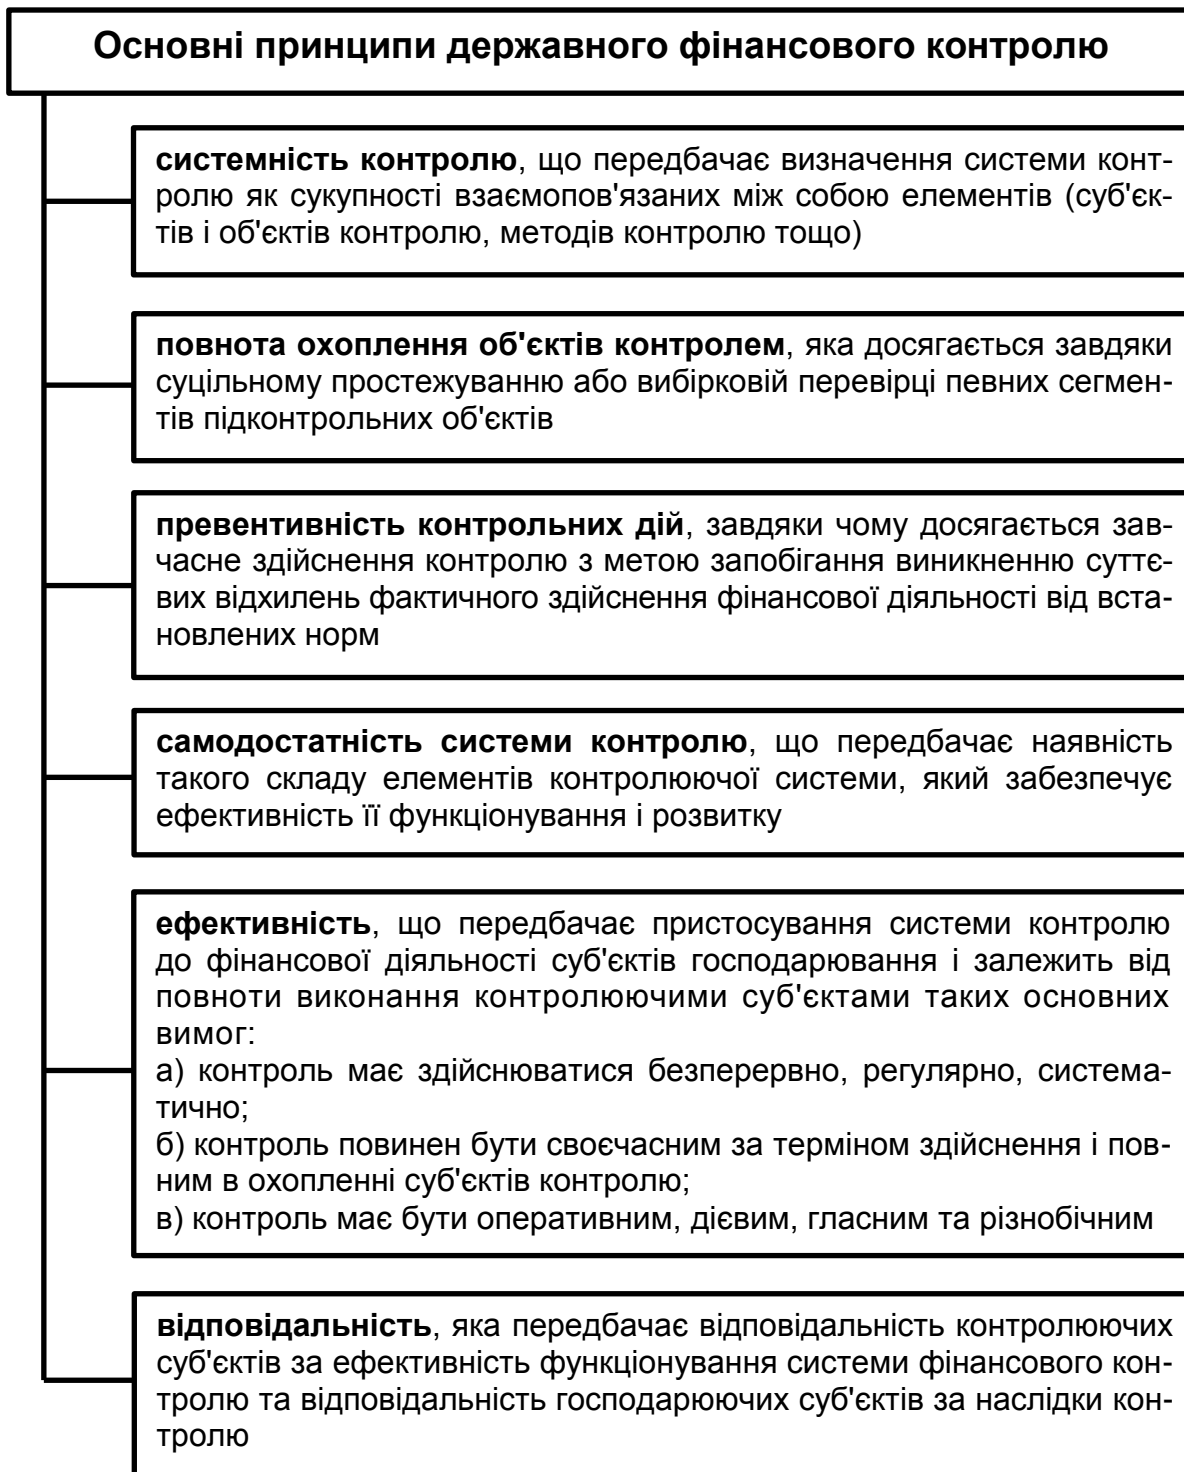 Основні принципи державного фінансового контролю
системність контролю, що передбачає визначення системи конт-
ролю як сукупності взаємопов'язаних між собою елементів (суб'єк-
тів і об'єктів контролю, методів контролю тощо)
повнота охоплення об'єктів контролем, яка досягається завдяки
суцільному простежуванню або вибірковій перевірці певних сегмен-
тів підконтрольних об'єктів
превентивність контрольних дій, завдяки чому досягається зав-
часне здійснення контролю з метою запобігання виникненню суттє-
вих відхилень фактичного здійснення фінансової діяльності від вста-
новлених норм
самодостатність системи контролю, що передбачає наявність
такого складу елементів контролюючої системи, який забезпечує
ефективність її функціонування і розвитку
ефективність, що передбачає пристосування системи контролю
до фінансової діяльності суб'єктів господарювання і залежить від
повноти виконання контролюючими суб'єктами таких основних
вимог:
а) контроль має здійснюватися безперервно, регулярно, система-
тично;
б) контроль повинен бути своєчасним за терміном здійснення і пов-
ним в охопленні суб'єктів контролю;
в) контроль має бути оперативним, дієвим, гласним та різнобічним
відповідальність, яка передбачає відповідальність контролюючих
суб'єктів за ефективність функціонування системи фінансового кон-
тролю та відповідальність господарюючих суб'єктів за наслідки кон-
тролю